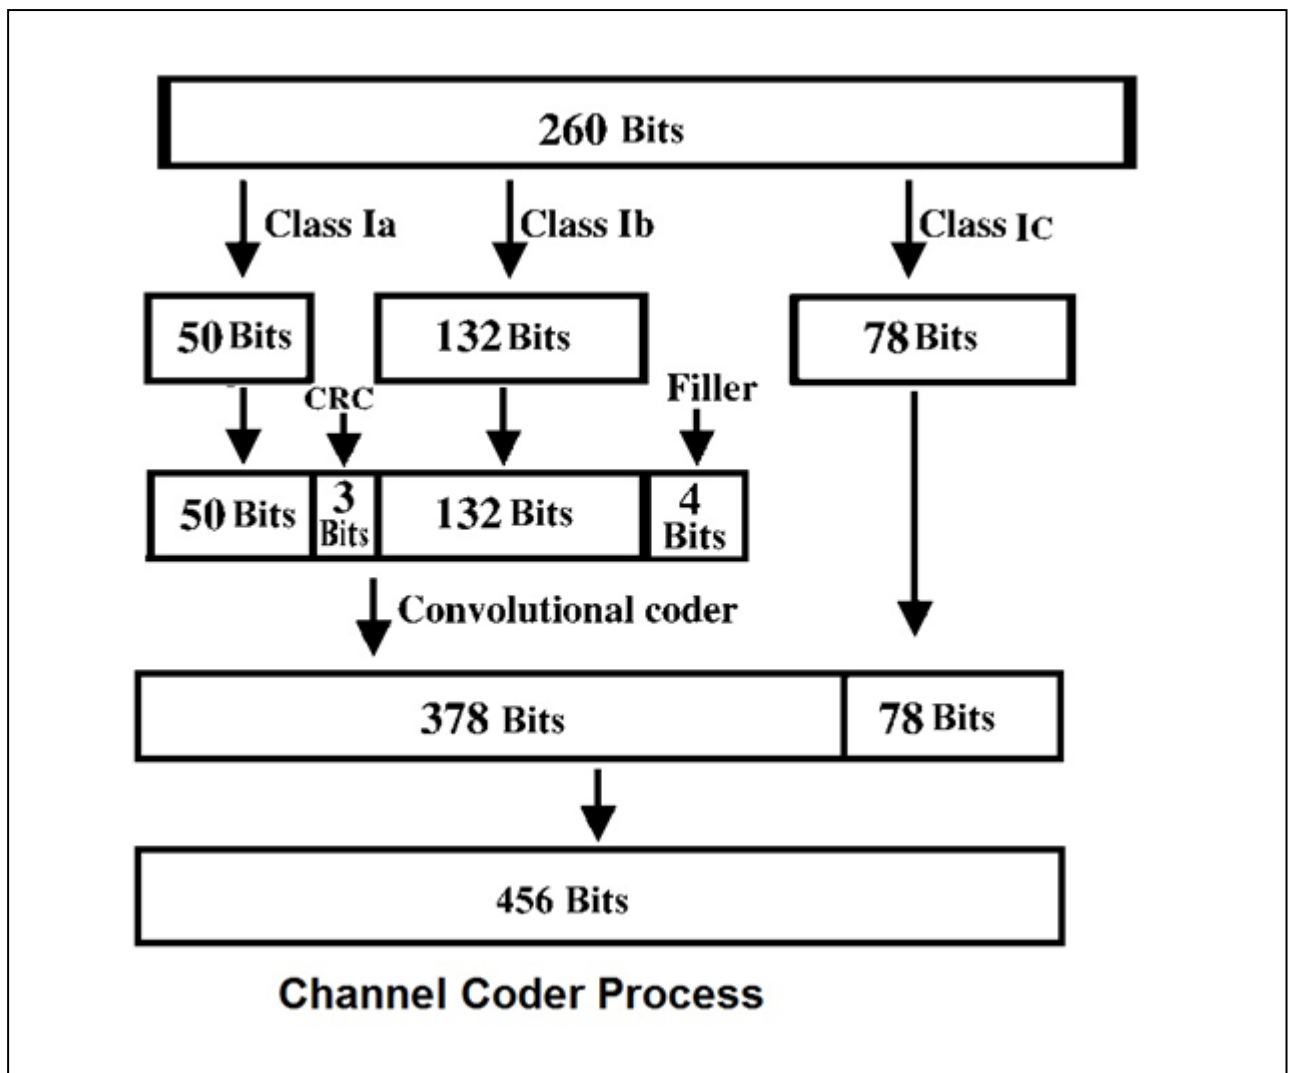 260 Bits
Class Ia
Class Ib
Class IC
50 Bits
132 Bits
78 Bits
CRC
Filler
50 Bits
3
Bits
132 Bits
4
Bits
Convolutional coder
378 Bits
78 Bits
456 Bits
Channel Coder Process